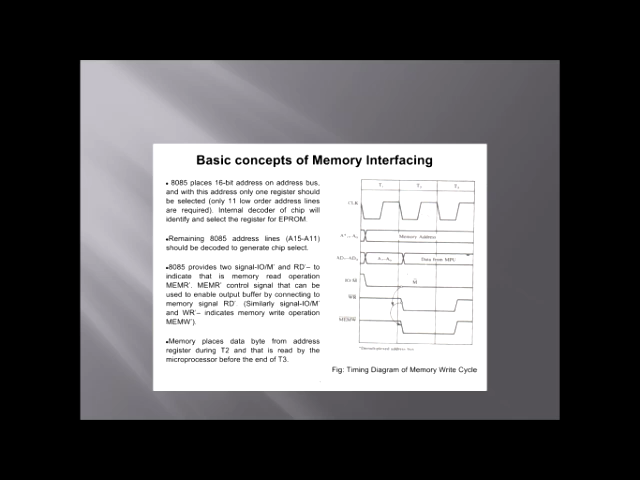 Basic concepts of Memory Interfacing
• 8085 places 16-bit address on address bus,
and with this address only one register should
be selected (only 11 low order address lines
are required). Internal decoder of chip will
identify and select the register for EPROM.
•Remaining 8085 address lines (A15-A11)
should be decoded to generate chip select.
•8085 provides two signal-IO/M' and RD'– to
indicate that is memory read operation
MEMR'. MEMR' control signal that can be
used to enable output buffer by connecting to
memory signal RD'. (Similarly signal-IO/M'
and WR'– indicates memory write operation
MEMW').
•Memory places data byte from address
register during T2 and that is read by the
microprocessor before the end of T3.
T₁ T₂ T₃
CLK
Memory Address
Data from MPU
IO/M
M
WR
MEMW
Fig: Timing Diagram of Memory Write Cycle